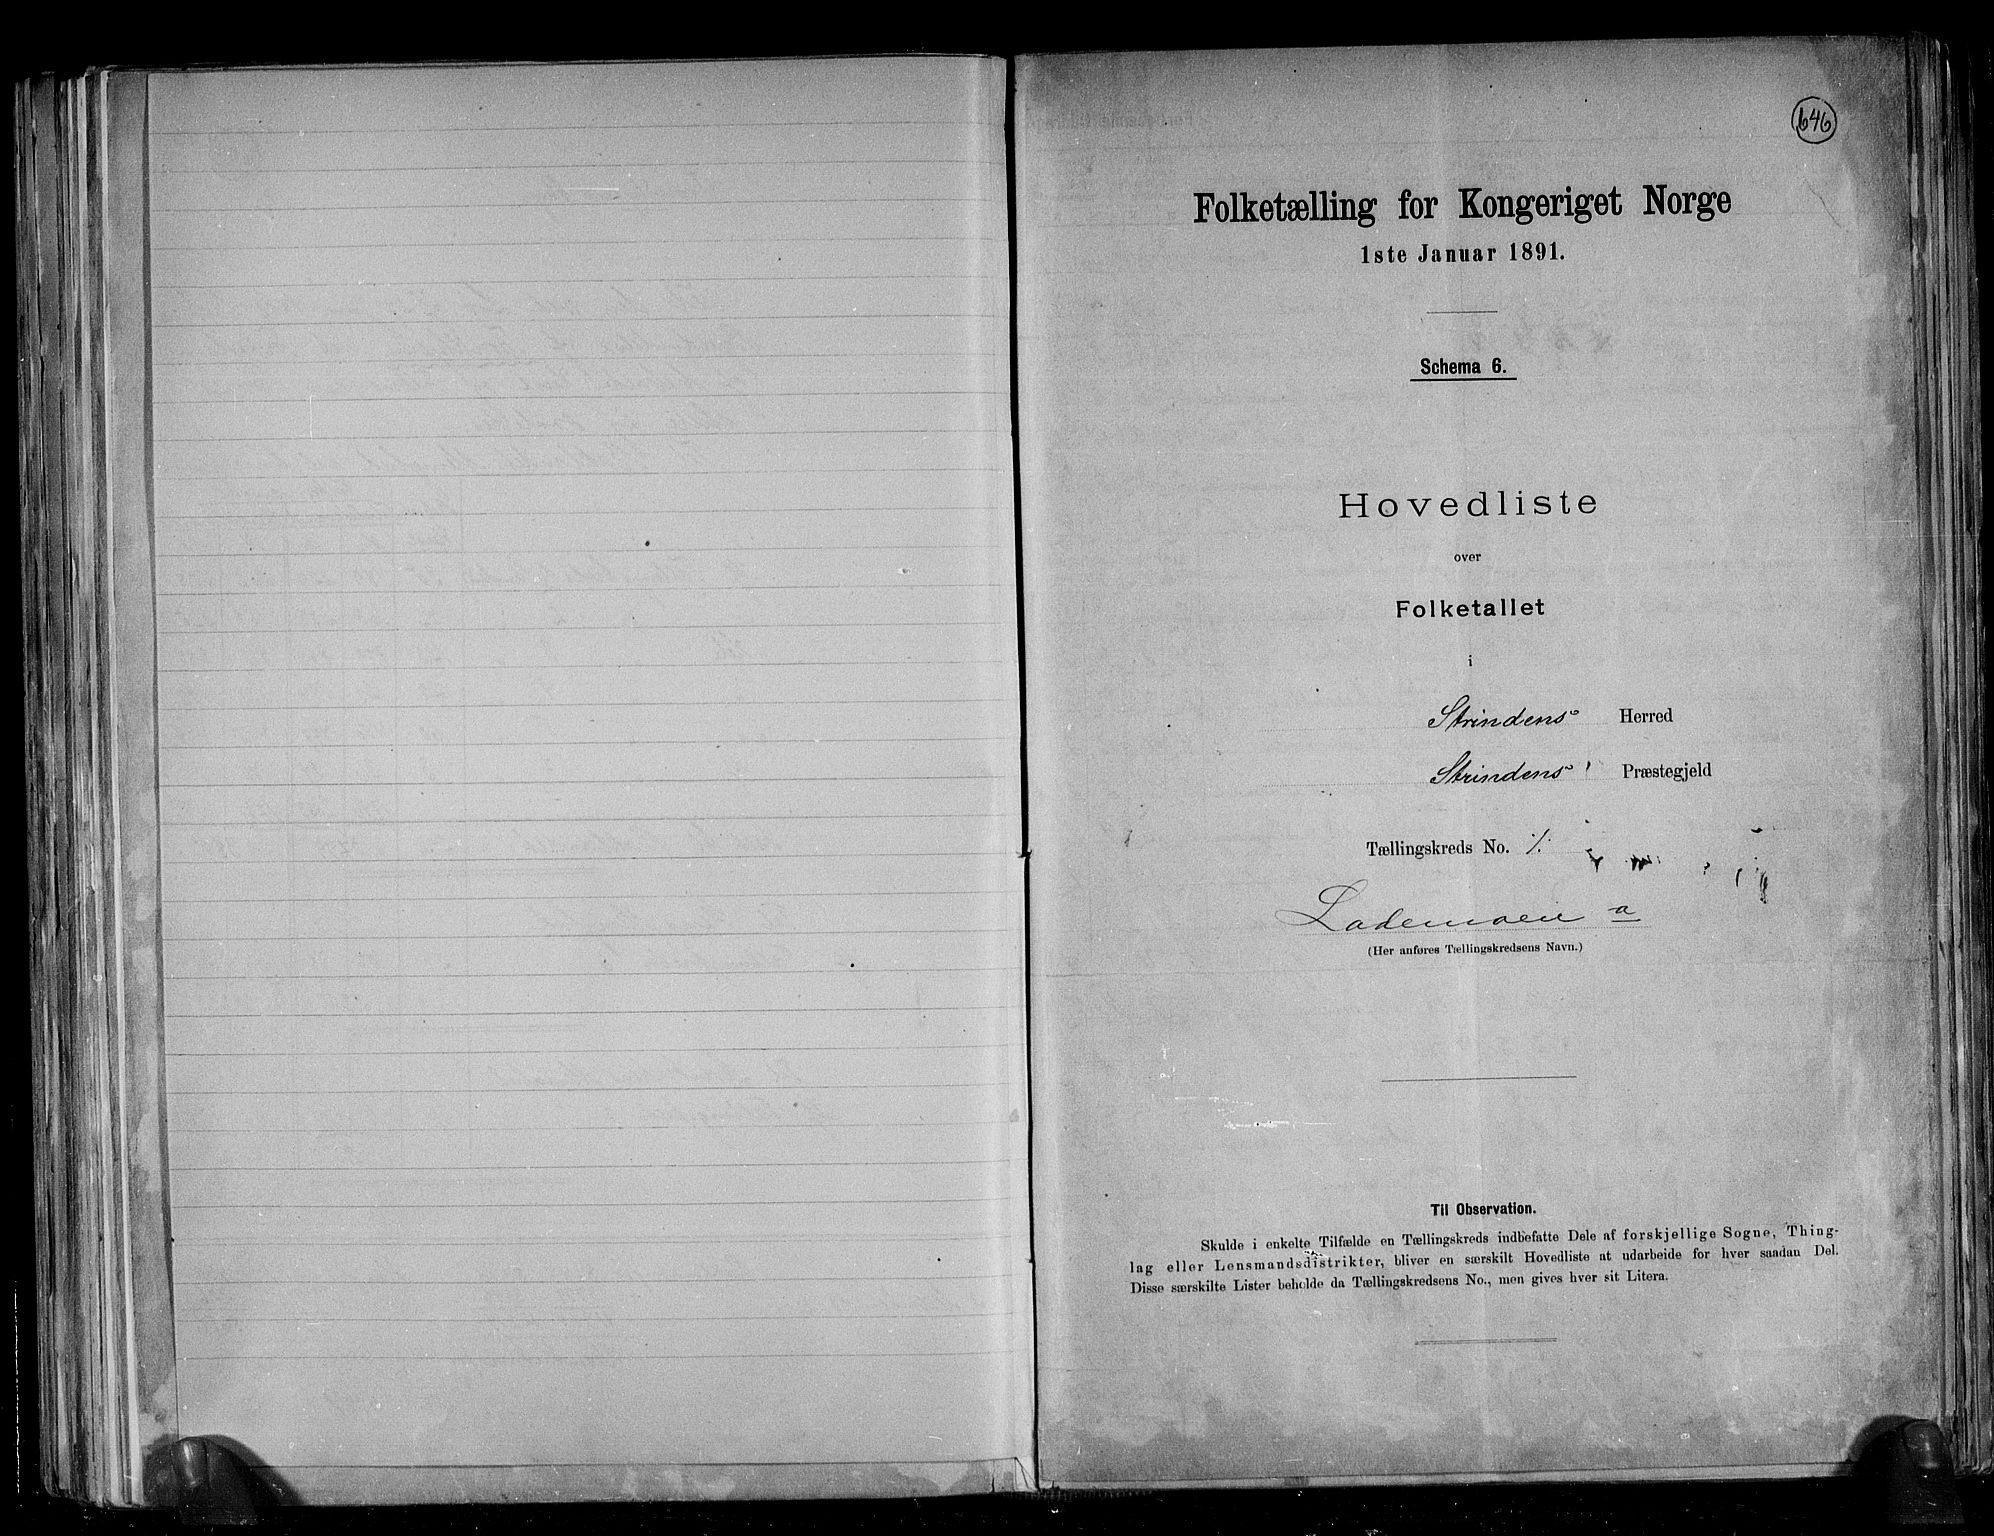 646
Folketælling for Kongeriget Norge
1ste Januar 1891.
Schema 6.
Hovedliste
over
Folketallet
i
Strindens Herred
Strindens Præstegjeld
Tællingskreds No. 1.
Lademoen a
(Her anføres Tællingskredsens Navn.)
Til Observation.
Skulde i enkelte Tilfælde en Tællingskreds indbefatte Dele af forskjellige Sogne, Thing-
lag eller Lensmandsdistrikter, bliver en særskilt Hovedliste at udarbeide for hver saadan Del.
Disse særskilte Lister beholde da Tællingskredsens No., men gives hver sit Litera.